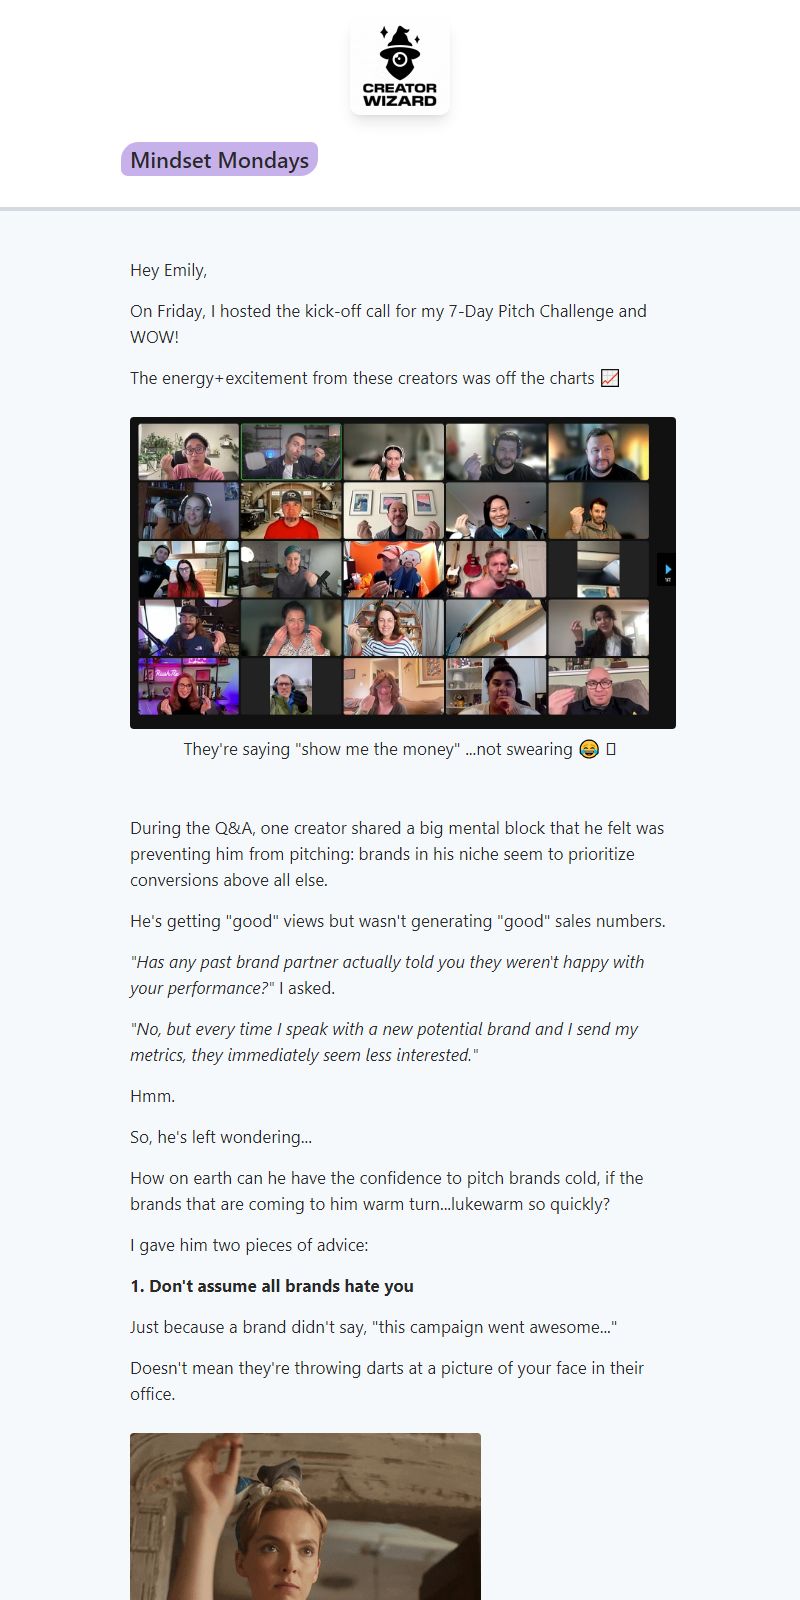 CREATOR
WIZARD
Mindset Mondays
Hey Emily,
On Friday, I hosted the kick-off call for my 7-Day Pitch Challenge and
WOW!
The energy+excitement from these creators was off the charts 📈
They're saying "show me the money" ...not swearing 😂
During the Q&A, one creator shared a big mental block that he felt was
preventing him from pitching: brands in his niche seem to prioritize
conversions above all else.
He's getting "good" views but wasn't generating "good" sales numbers.
"Has any past brand partner actually told you they weren't happy with
your performance?" I asked.
"No, but every time I speak with a new potential brand and I send my
metrics, they immediately seem less interested."
Hmm.
So, he's left wondering...
How on earth can he have the confidence to pitch brands cold, if the
brands that are coming to him warm turn...lukewarm so quickly?
I gave him two pieces of advice:
1. Don't assume all brands hate you
Just because a brand didn't say, "this campaign went awesome..."
Doesn't mean they're throwing darts at a picture of your face in their
office.